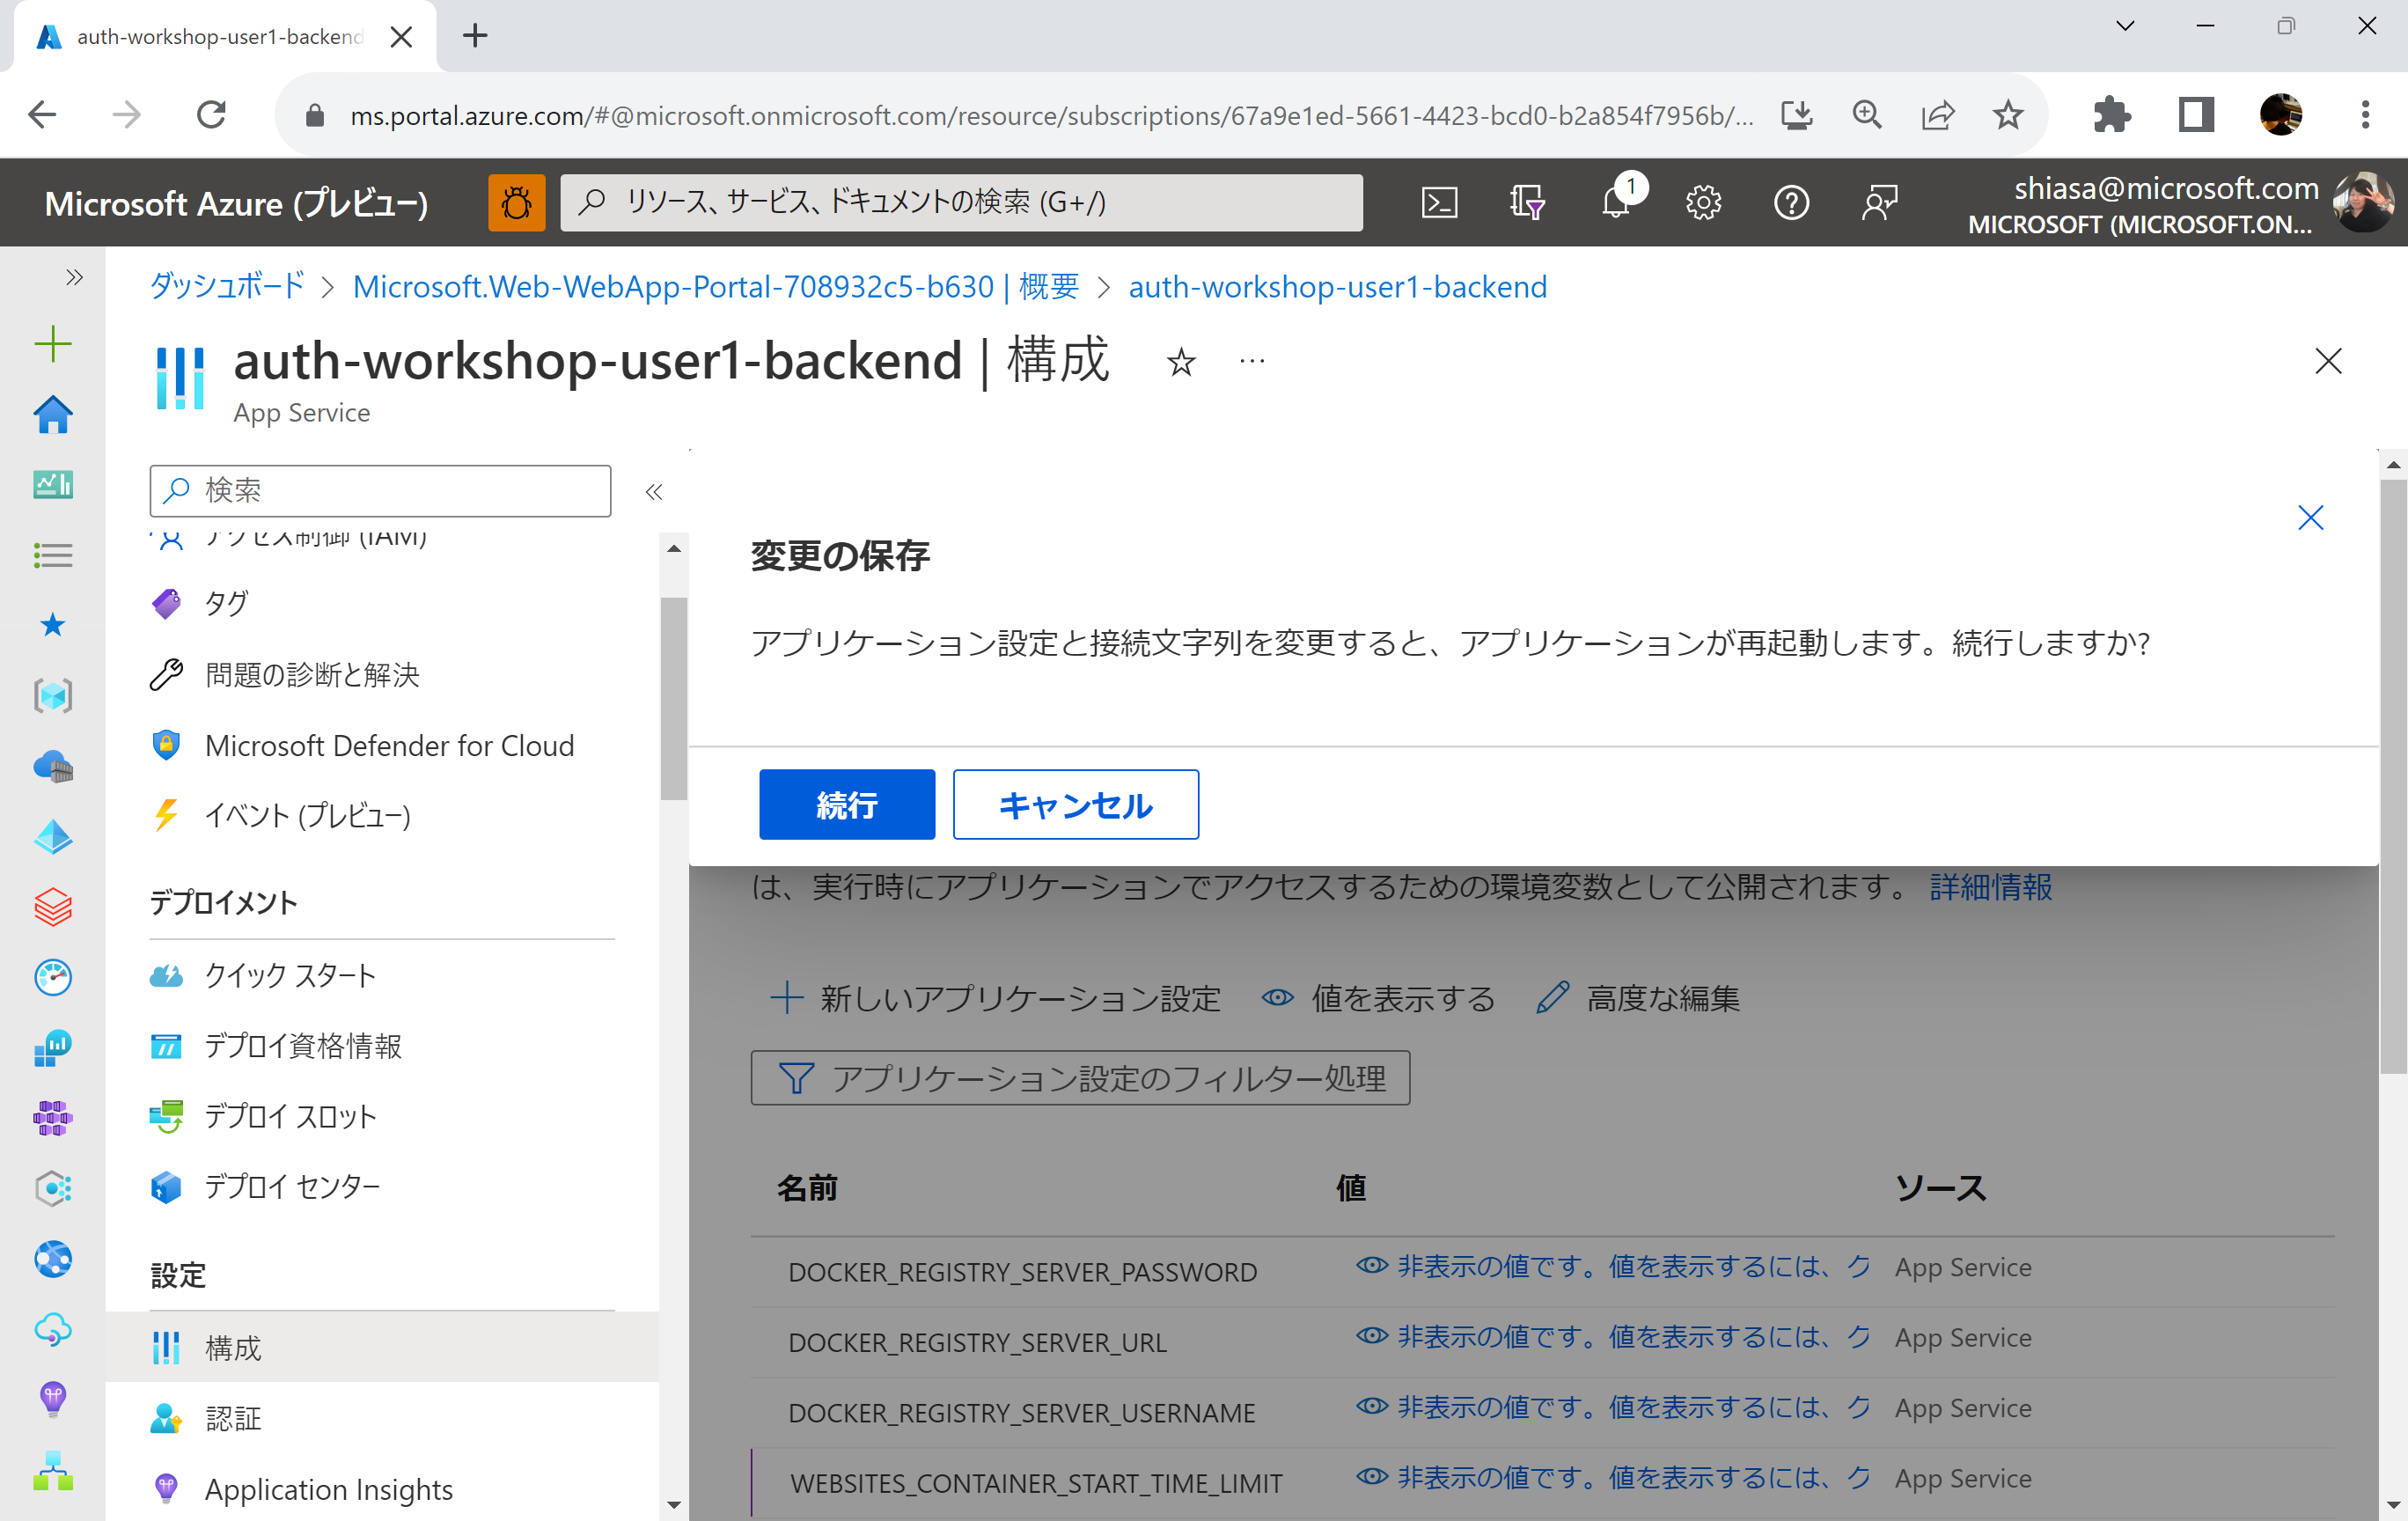 auth-workshop-user1-backend
ms.portal.azure.com/#@microsoft.onmicrosoft.com/resource/subscriptions/67a9e1ed-5661-4423-bcd0-b2a854f7956b/...
Microsoft Azure (プレビュー)
リソース、サービス、ドキュメントの検索 (G+/)
1
shiasa@microsoft.com
MICROSOFT (MICROSOFT.ON...
ダッシュボード > Microsoft.Web-WebApp-Portal-708932c5-b630 | 概要 > auth-workshop-user1-backend
auth-workshop-user1-backend | 構成
App Service
検索
アクセス制御 (IAM)
タグ
問題の診断と解決
Microsoft Defender for Cloud
イベント (プレビュー)
デプロイメント
クイック スタート
デプロイ資格情報
デプロイ スロット
デプロイ センター
設定
構成
認証
Application Insights
変更の保存
アプリケーション設定と接続文字列を変更すると、アプリケーションが再起動します。続行しますか?
続行
キャンセル
は、実行時にアプリケーションでアクセスするための環境変数として公開されます。 詳細情報
新しいアプリケーション設定 値を表示する 高度な編集
アプリケーション設定のフィルター処理
名前 値 ソース
DOCKER_REGISTRY_SERVER_PASSWORD 非表示の値です。値を表示するには、ク App Service
DOCKER_REGISTRY_SERVER_URL 非表示の値です。値を表示するには、ク App Service
DOCKER_REGISTRY_SERVER_USERNAME 非表示の値です。値を表示するには、ク App Service
WEBSITES_CONTAINER_START_TIME_LIMIT 非表示の値です。値を表示するには、ク App Service